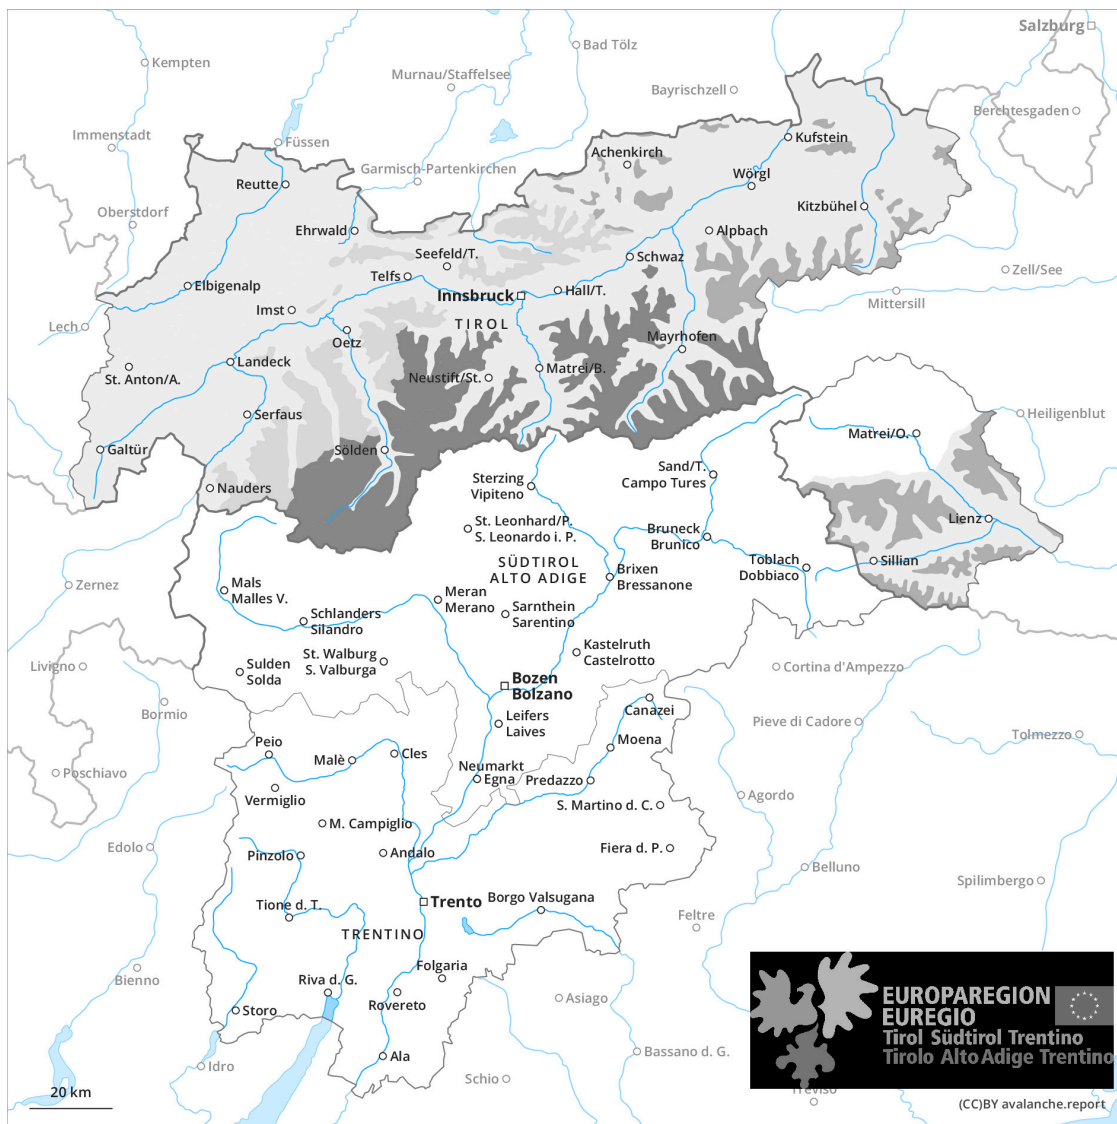 Salzburg
Bad Tölz
Kempten
Murnau/Staffelsee
Bayrischzell
Berchtesgaden
Immenstadt
Füssen
Kufstein
Achenkirch
Garmisch-Partenkirchen
Wörgl
Reutte
Oberstdorf
Kitzbühel
Ehrwald
Alpbach
Seefeld/T.
Schwaz
Telfs
Zell/See
Elbigenalp
Hall/T.
Innsbruck
Mittersill
Imst
TIROL
Lech
Oetz
Mayrhofen
Landeck
Matrei/B.
St. Anton/A.
Neustift/St.
Serfaus
Heiligenblut
Matrei/O.
Galtür
Sölden
Sand/T.
Campo Tures
Sterzing
Vipiteno
Nauders
Lienz
St. Leonhard/P.
S. Leonardo i. P.
Bruneck
Brunico
SÜDTIROL
ALTO ADIGE
Toblach
Dobbiaco
Sillian
Brixen
Bressanone
Zernez
Mals
Malles V.
Meran
Merano
Schlanders
Silandro
Sarnthein
Sarentino
Kastelruth
Castelrotto
St. Walburg
S. Valburga
Livigno
Sulden
Solda
Cortina d'Ampezzo
Bozen
Bolzano
Bormio
Canazei
Leifers
Laives
Pieve di Cadore
Tolmezzo
Peio
Moena
Cles
Malè
Neumarkt
Egna
Predazzo
Poschiavo
Vermiglio
Agordo
S. Martino d. C.
M. Campiglio
Edolo
Pinzolo
Andalo
Fiera d. P.
Belluno
Spilimbergo
Trento
Borgo Valsugana
Tione d. T.
Feltre
TRENTINO
Bienno
Folgaria
Riva d. G.
Rovereto
Asiago
Storo
EUROPAREGION
EUREGIO
Tirol Südtirol Trentino
Tirolo Alto Adige Trentino
Ala
Bassano d. G.
Idro
Schio
Treviso
20 km
(CC)BY avalanche.report